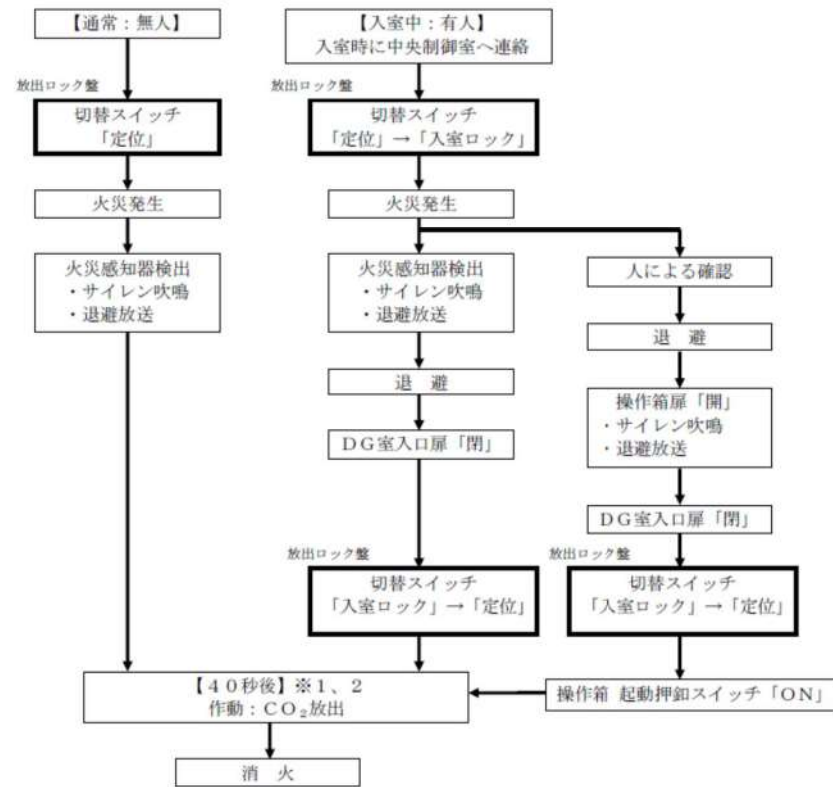 【通常：無人】
放出ロック盤
切替スイッチ
「定位」
火災発生
火災感知器検出
・サイレン吹鳴
・退避放送
【入室中：有人】
入室時に中央制御室へ連絡
放出ロック盤
切替スイッチ
「定位」→「入室ロック」
火災発生
火災感知器検出
・サイレン吹鳴
・退避放送
退　避
ＤＧ室入口扉「閉」
放出ロック盤
切替スイッチ
「入室ロック」→「定位」
人による確認
退　避
操作箱扉「開」
・サイレン吹鳴
・退避放送
ＤＧ室入口扉「閉」
放出ロック盤
切替スイッチ
「入室ロック」→「定位」
操作箱 起動押釦スイッチ「ＯＮ」
【４０秒後】※１、２
作動：ＣＯ₂放出
消　火